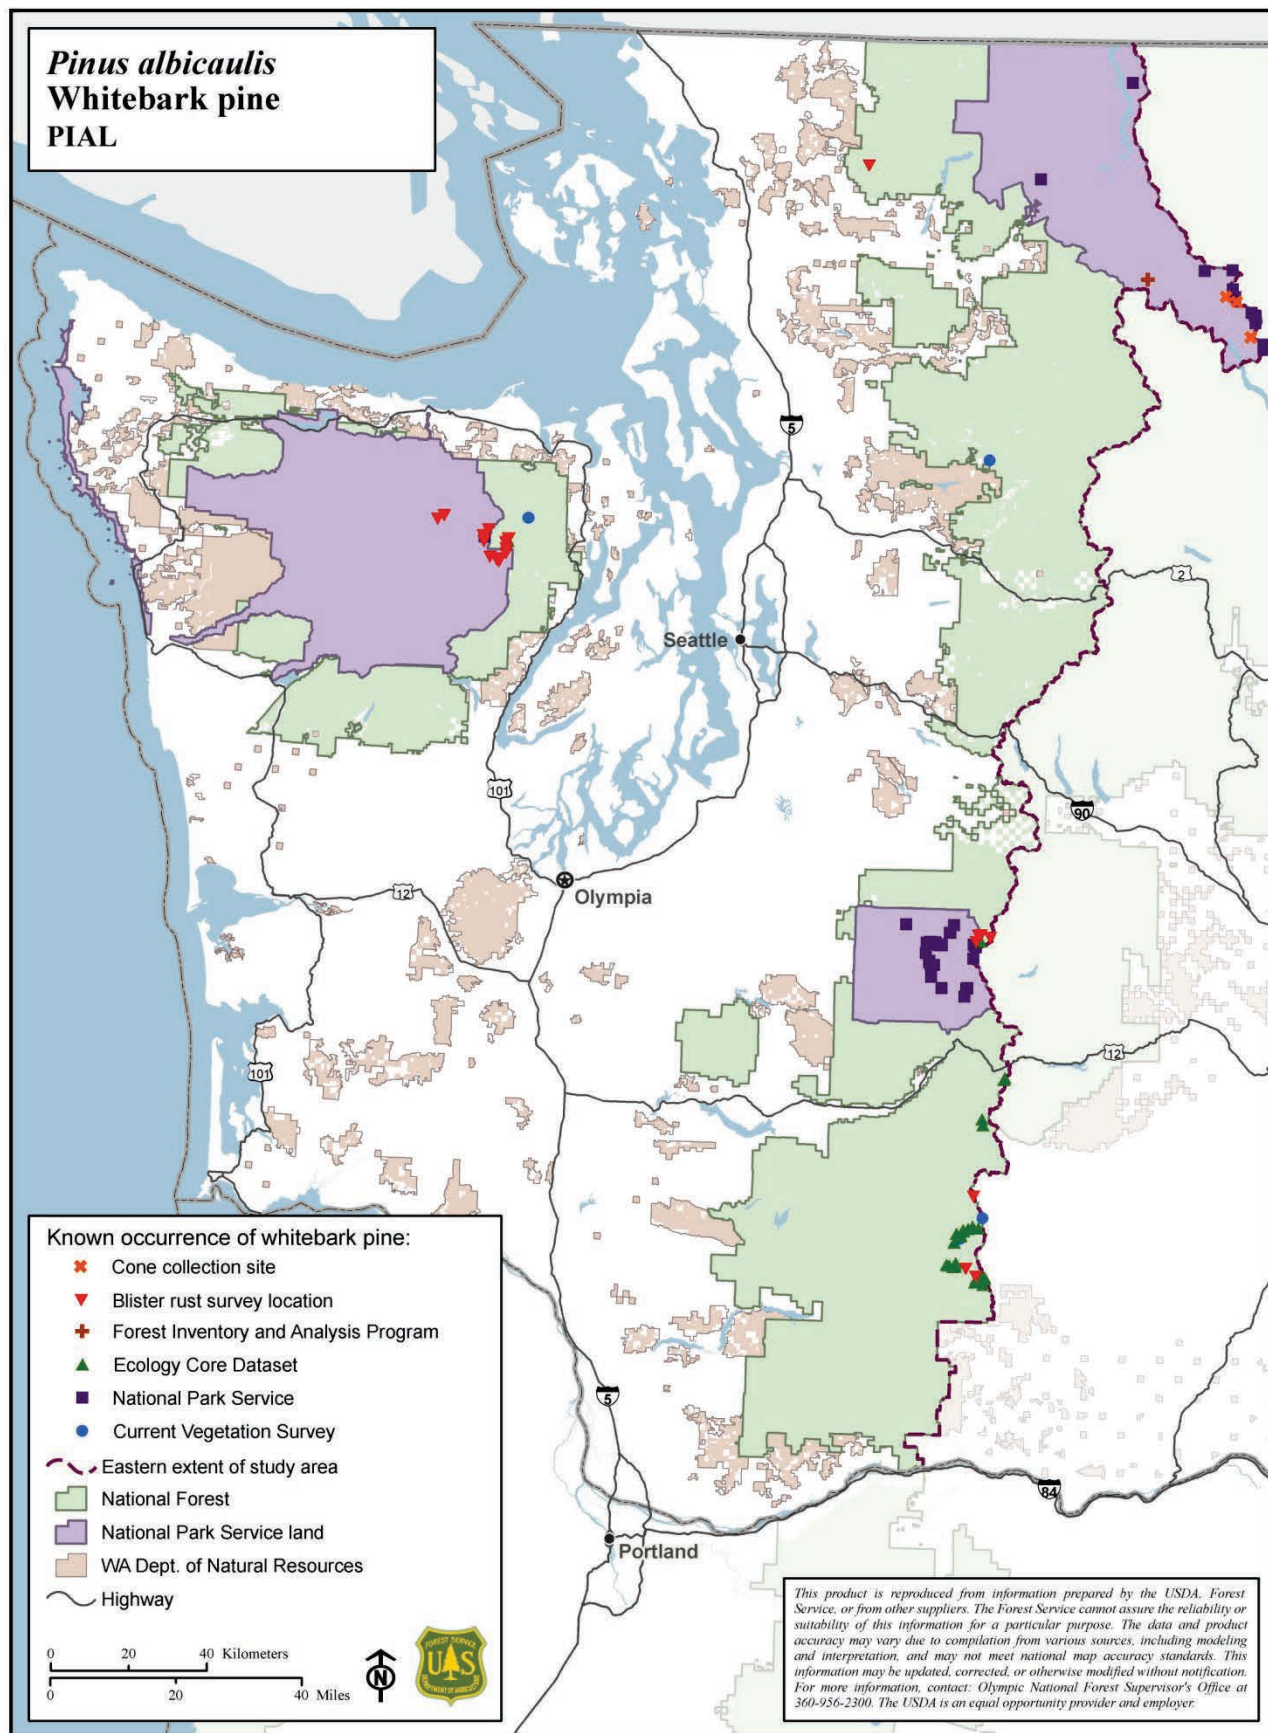 Pinus albicaulis
Whitebark pine
PIAL
5
2
Seattle
101
90
12
Olympia
12
101
Known occurrence of whitebark pine:
Cone collection site
Blister rust survey location
Forest Inventory and Analysis Program
Ecology Core Dataset
National Park Service
Current Vegetation Survey
Eastern extent of study area
National Forest
National Park Service land
WA Dept. of Natural Resources
Highway
0 20 40 Kilometers
0 20 40 Miles
N
FOREST SERVICE
U S
DEPARTMENT OF AGRICULTURE
5
84
Portland
This product is reproduced from information prepared by the USDA, Forest
Service, or from other suppliers. The Forest Service cannot assure the reliability or
suitability of this information for a particular purpose. The data and product
accuracy may vary due to compilation from various sources, including modeling
and interpretation, and may not meet national map accuracy standards. This
information may be updated, corrected, or otherwise modified without notification.
For more information, contact: Olympic National Forest Supervisor's Office at
360-956-2300. The USDA is an equal opportunity provider and employer.